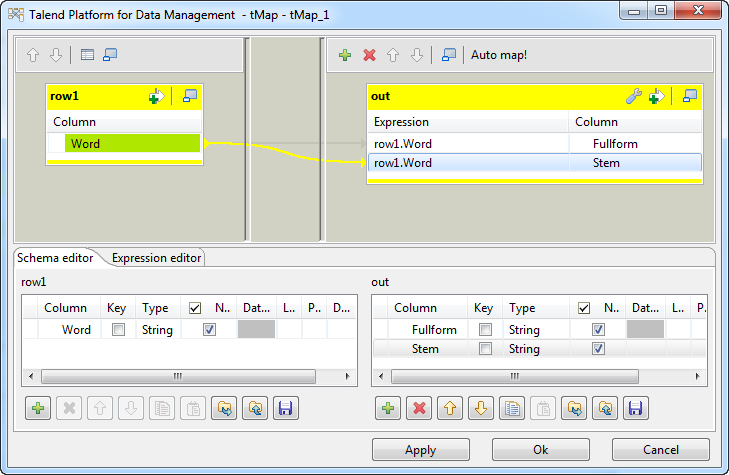 Talend Platform for Data Management - tMap - tMap_1
Auto map!
row1
Column
Word
out
Expression Column
row1.Word Fullform
row1.Word Stem
Schema editor Expression editor
row1
Column Key Type N.. Dat... L.. P.. D...
Word String
out
Column Key Type N.. Dat... L.. P..
Fullform String
Stem String
Apply Ok Cancel